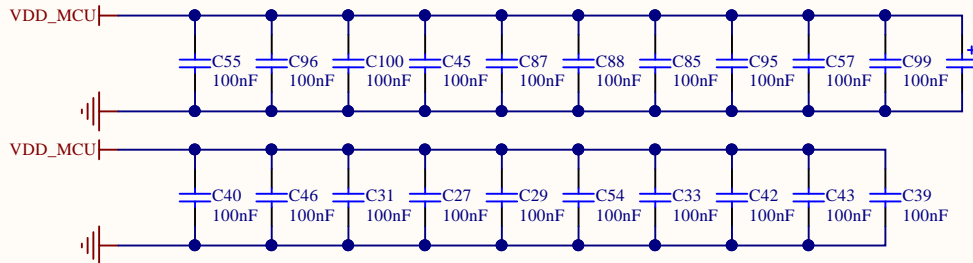 VDD_MCU
C55 C96 C100 C45 C87 C88 C85 C95 C57 C99 +
100nF 100nF 100nF 100nF 100nF 100nF 100nF 100nF 100nF 100nF
VDD_MCU
C40 C46 C31 C27 C29 C54 C33 C42 C43 C39
100nF 100nF 100nF 100nF 100nF 100nF 100nF 100nF 100nF 100nF